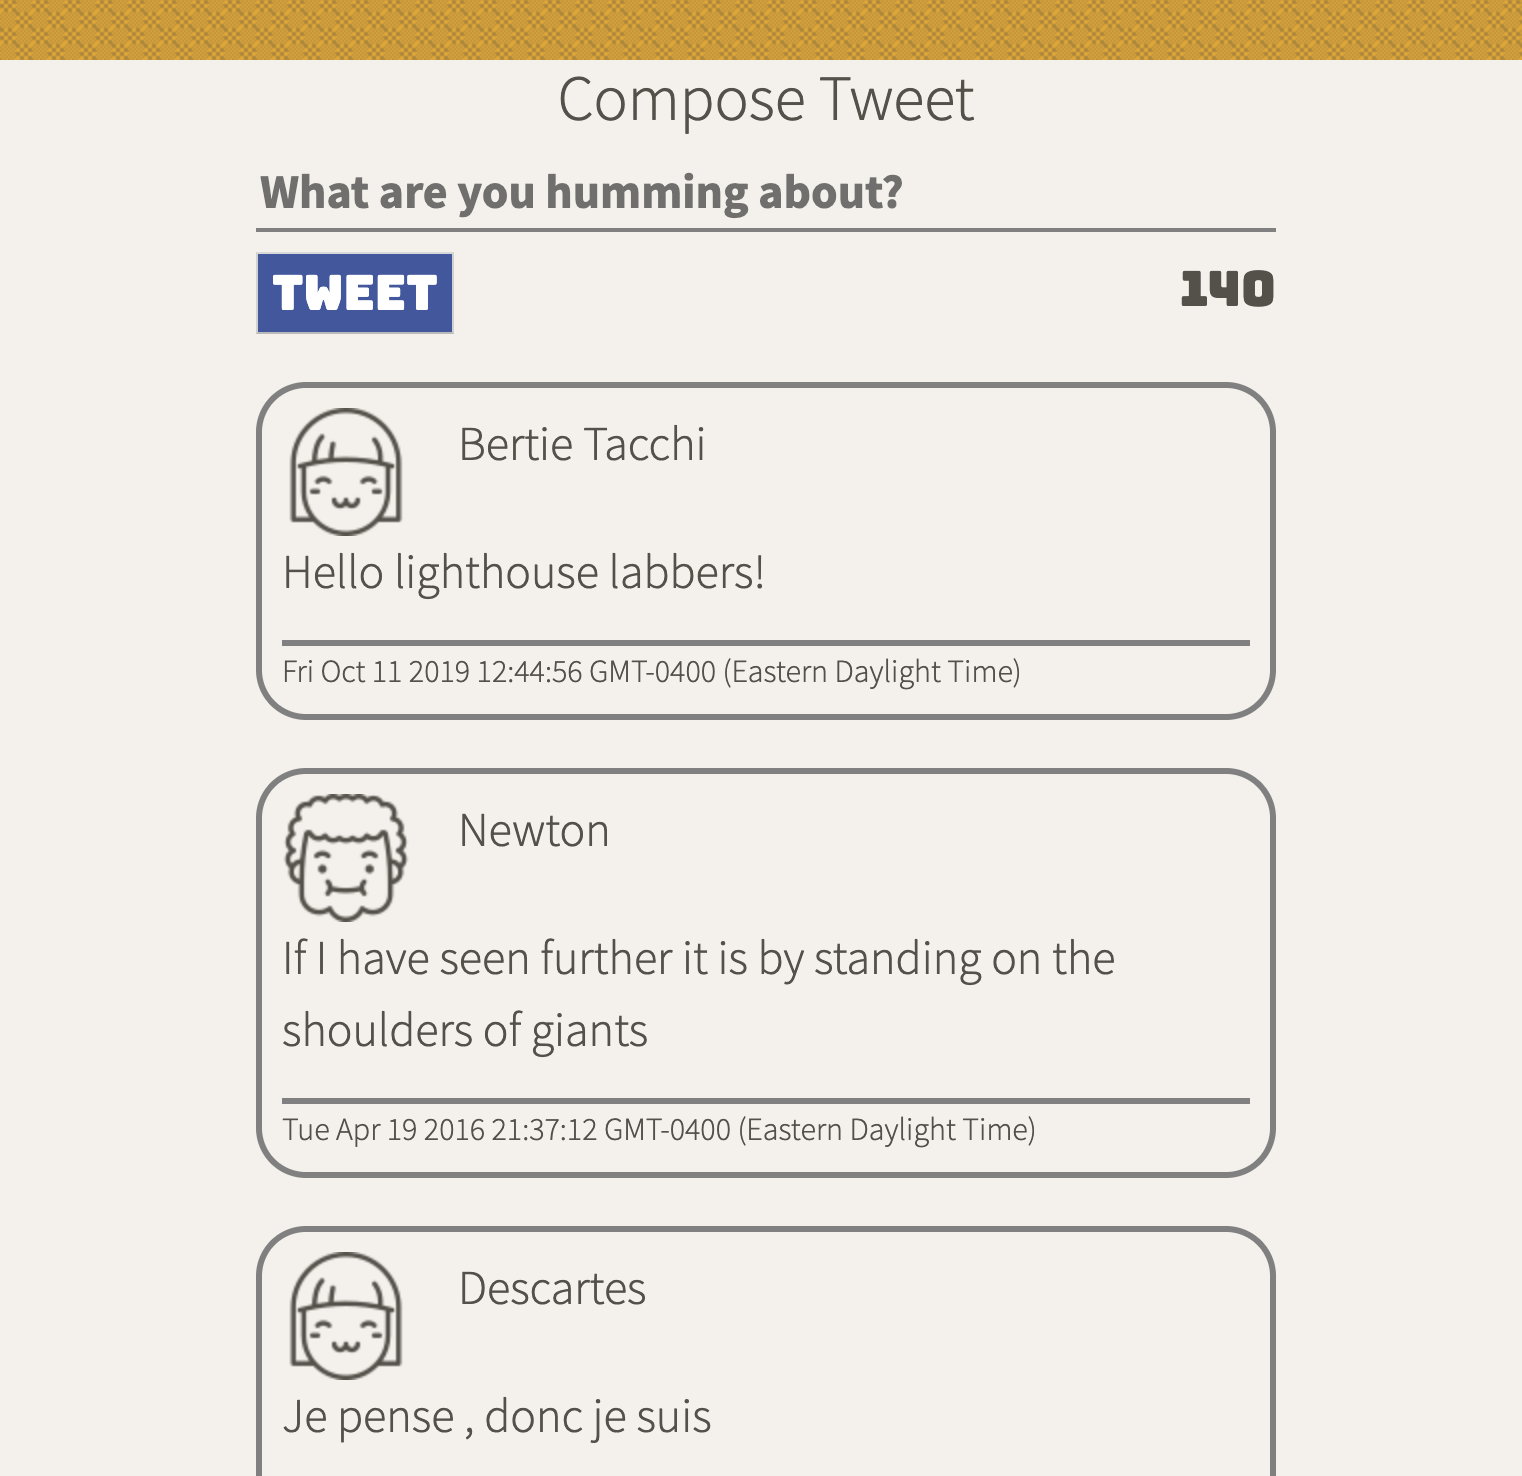 Compose Tweet
What are you humming about?
TWEET
140
Bertie Tacchi
Hello lighthouse labbers!
Fri Oct 11 2019 12:44:56 GMT-0400 (Eastern Daylight Time)
Newton
If I have seen further it is by standing on the
shoulders of giants
Tue Apr 19 2016 21:37:12 GMT-0400 (Eastern Daylight Time)
Descartes
Je pense , donc je suis